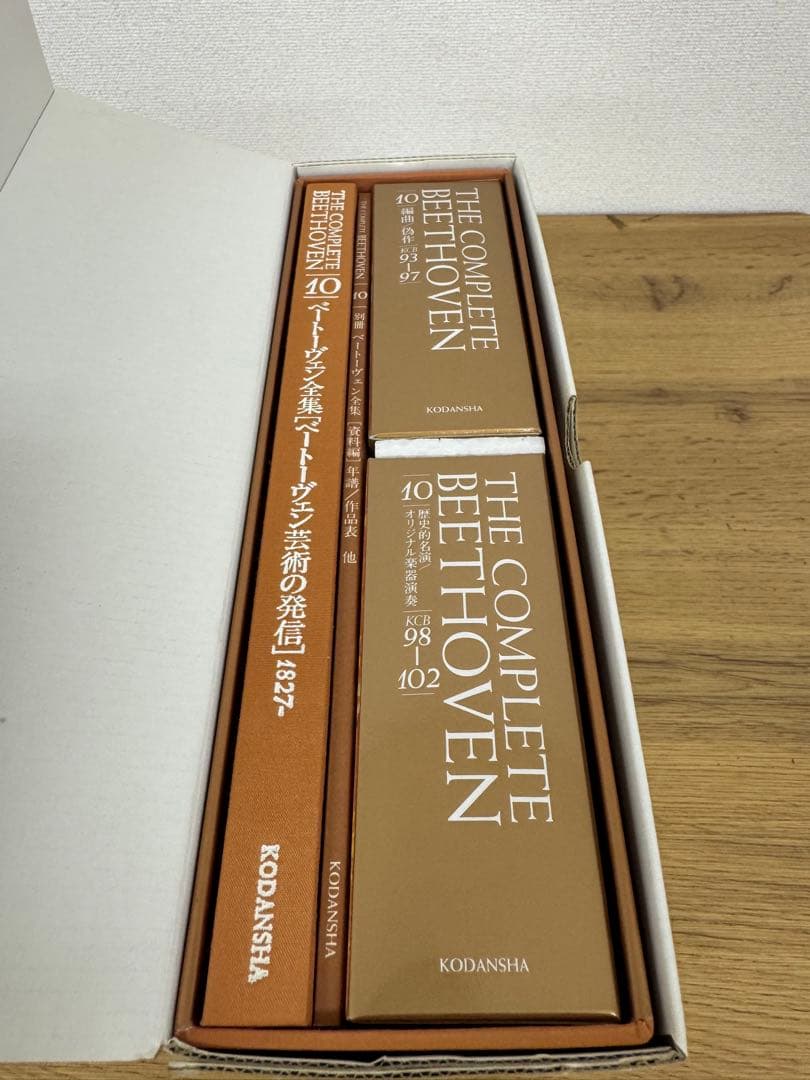 THE COMPLETE
BEETHOVEN
10
ベートーヴェン全集[ベートーヴェン芸術の発信]1827-
KODANSHA
THE COMPLETE BEETHOVEN
10
別冊 ベートーヴェン全集 [資料編] 年譜/作品表 他
KODANSHA
THE COMPLETE
BEETHOVEN
10
編曲/偽作
KCB
93-97
KODANSHA
THE COMPLETE
BEETHOVEN
10
歴史的名演/
オリジナル楽器演奏
KCB
98-102
KODANSHA